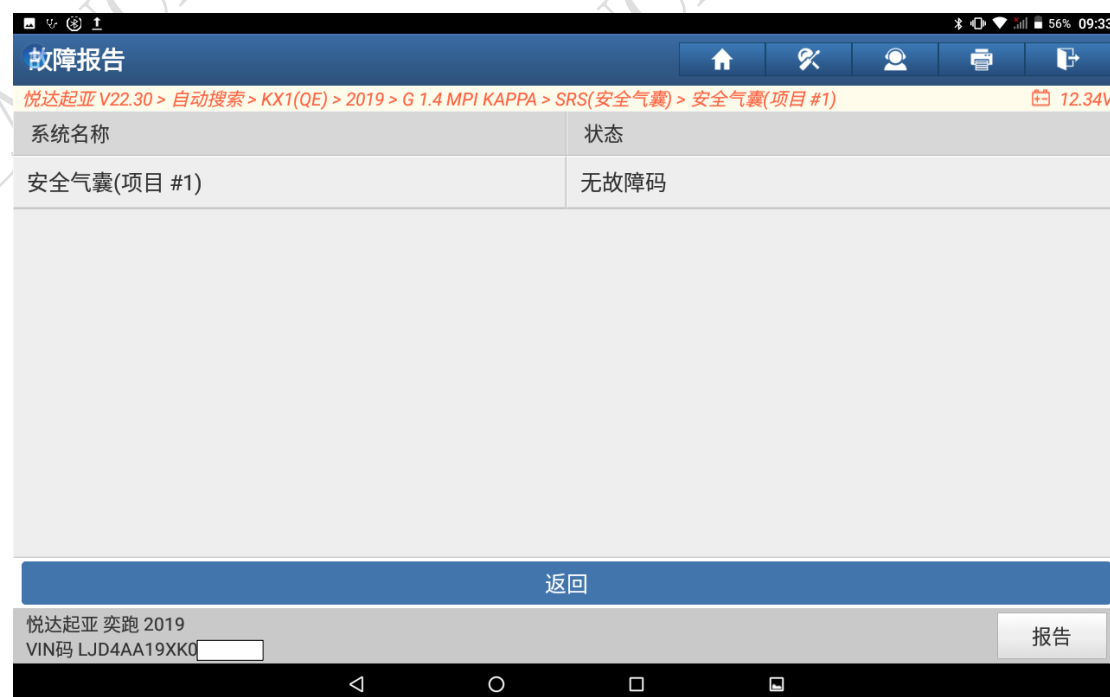 56% 09:33
故障报告
悦达起亚 V22.30 > 自动搜索 > KX1(QE) > 2019 > G 1.4 MPI KAPPA > SRS(安全气囊) > 安全气囊(项目 #1) 12.34V
系统名称 状态
安全气囊(项目 #1) 无故障码
返回
悦达起亚 奕跑 2019
VIN码 LJD4AA19XK0
报告